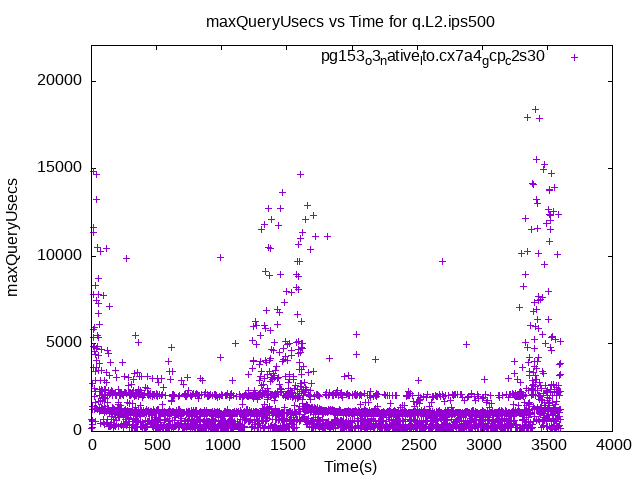 maxQueryUsecs vs Time for q.L2.ips500
pg153_o3_native_lto.cx7a4_gcp_c2s30
20000
15000
10000
5000
0
maxQueryUsecs
0 500 1000 1500 2000 2500 3000 3500 4000
Time(s)